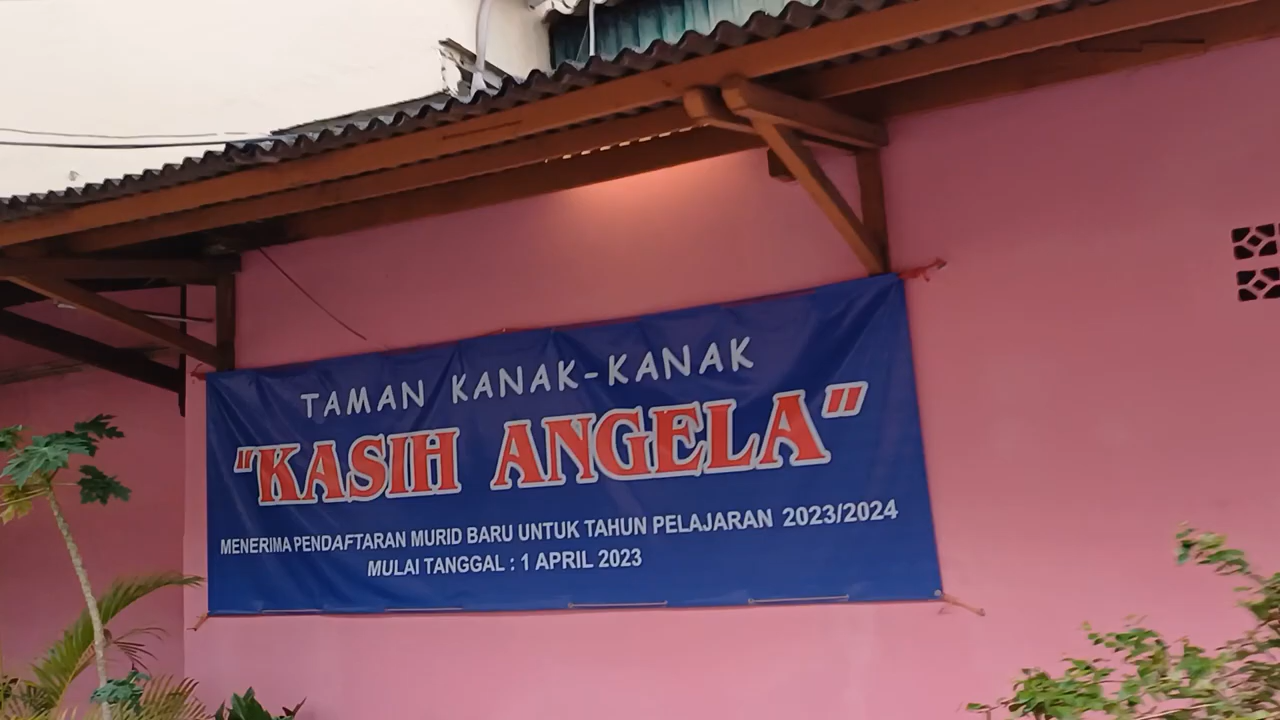 TAMAN KANAK-KANAK
"KASIH ANGELA"
MENERIMA PENDAFTARAN MURID BARU UNTUK TAHUN PELAJARAN 2023/2024
MULAI TANGGAL : 1 APRIL 2023